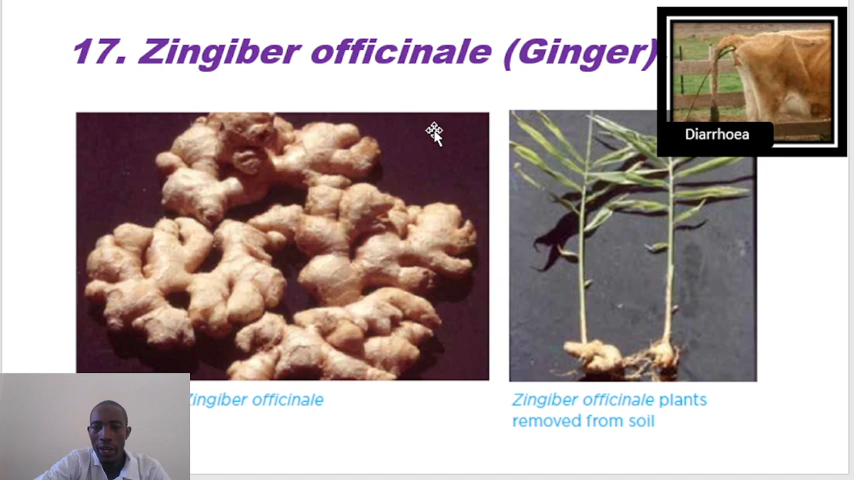 17. Zingiber officinale (Ginger)
Diarrhoea
Zingiber officinale
Zingiber officinale plants
removed from soil